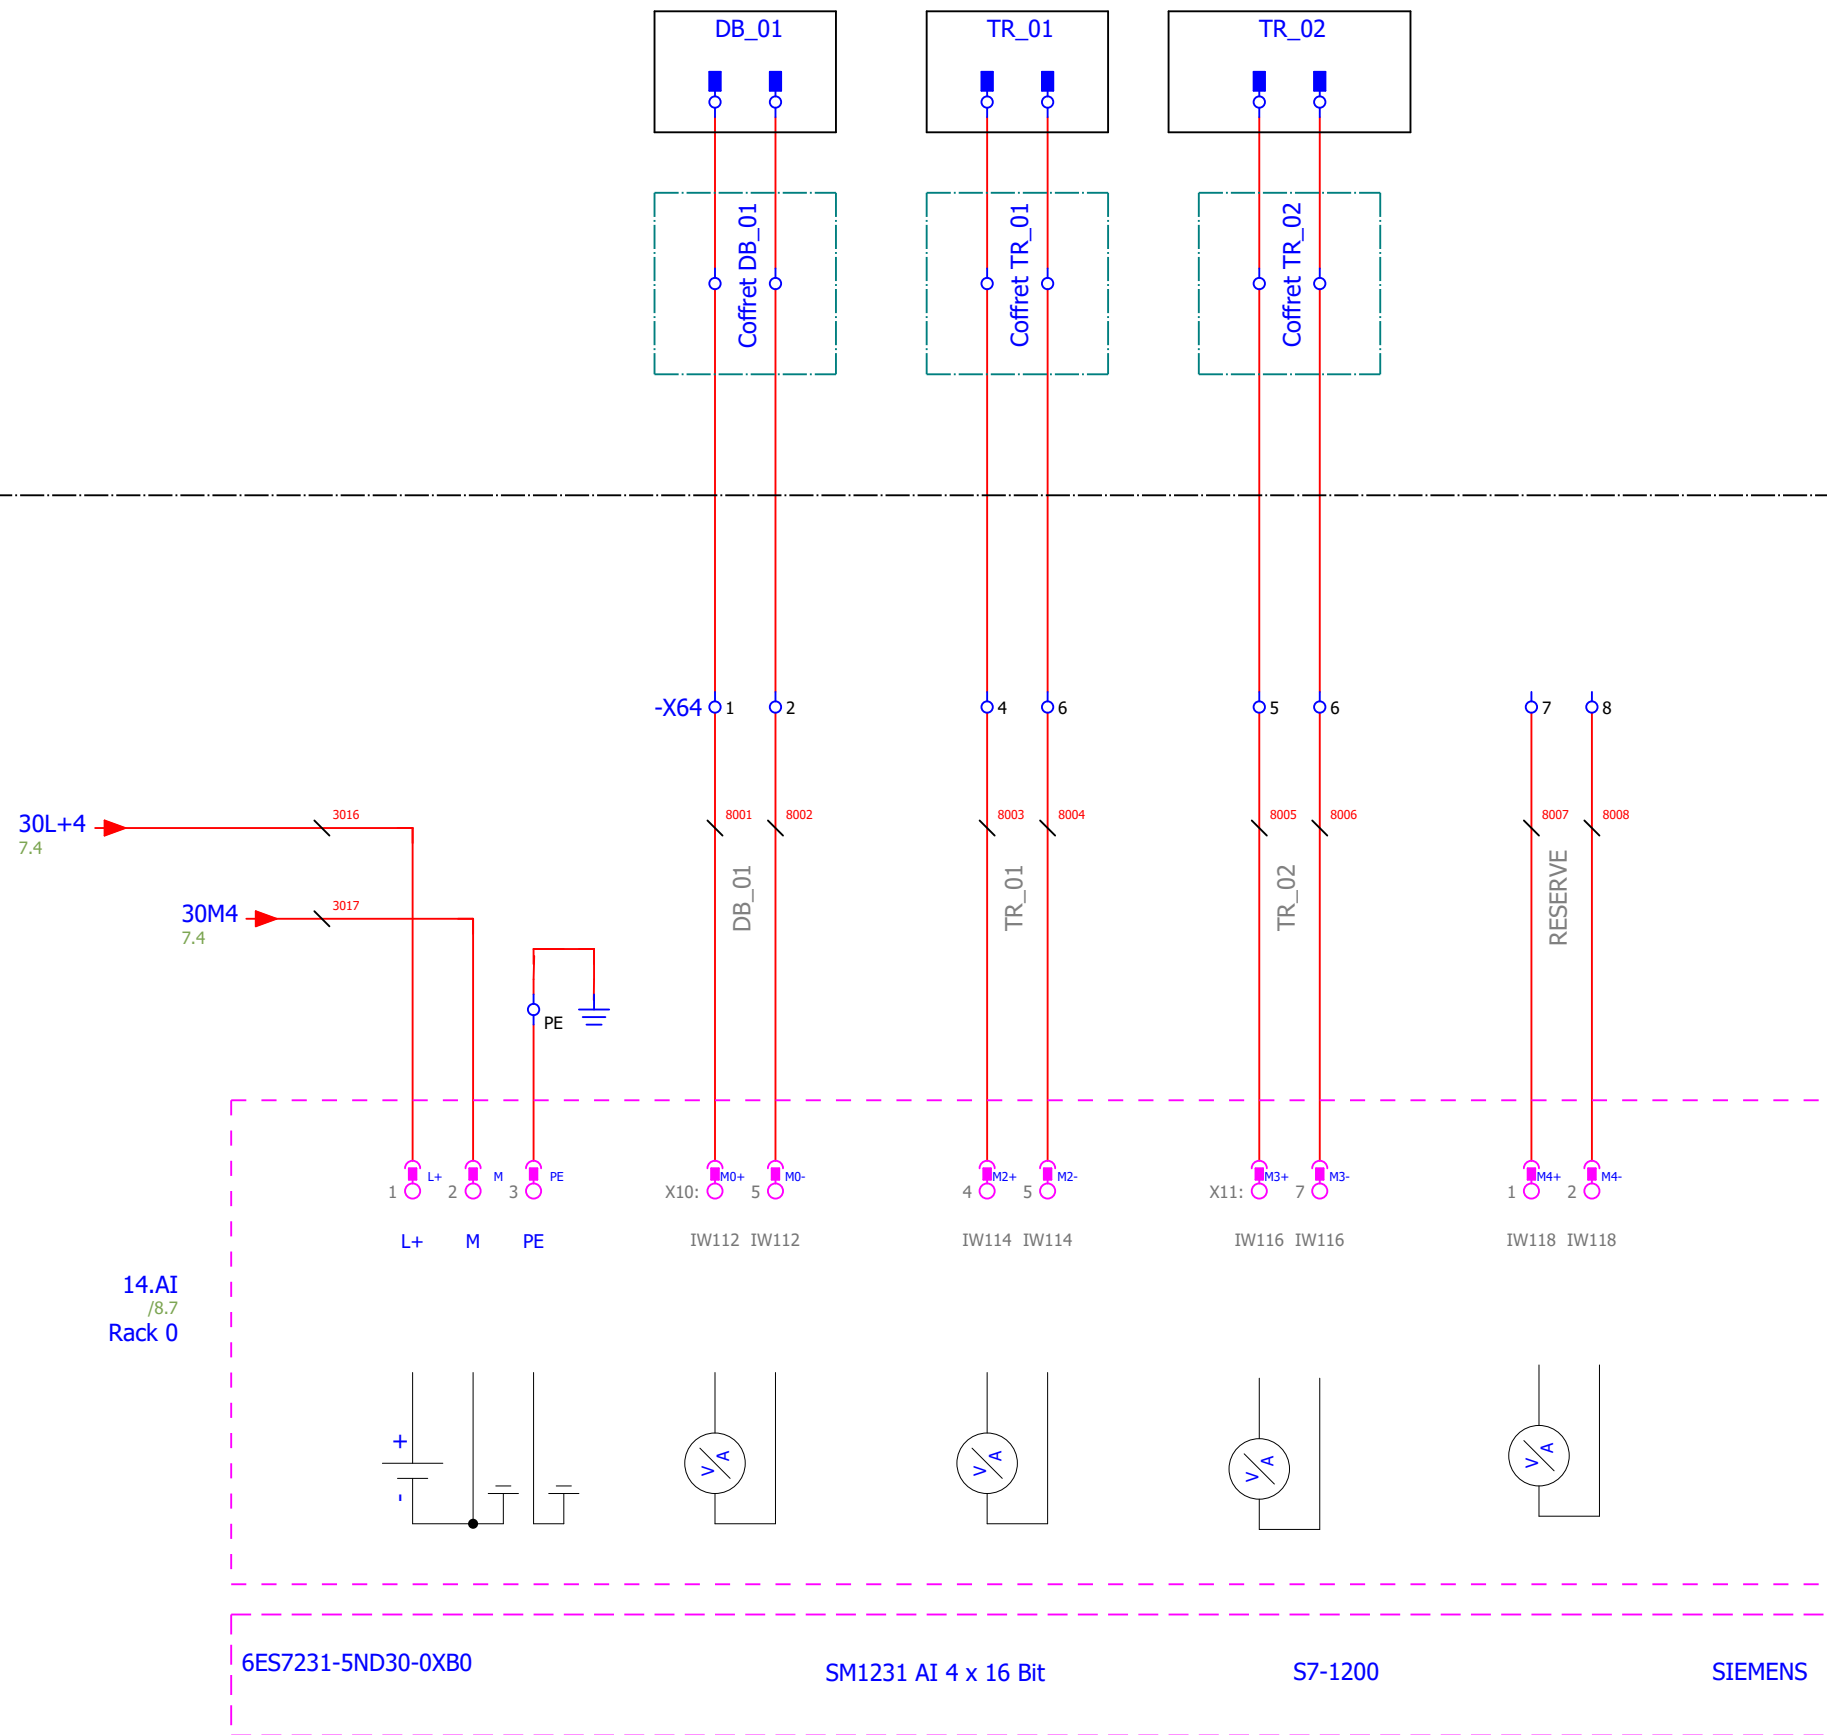 DB_01
TR_01
TR_02
Coffret DB_01
Coffret TR_01
Coffret TR_02
-X64 1 2 4 6 5 6 7 8
30L+4 3016 8001 8002 8003 8004 8005 8006 8007 8008
7.4
DB_01
TR_01
TR_02
RESERVE
30M4 3017
7.4
PE
L+ M PE M0+ M0- M2+ M2- M3+ M3- M4+ M4-
1 2 3 X10: 5 4 5 X11: 7 1 2
L+ M PE IW112 IW112 IW114 IW114 IW116 IW116 IW118 IW118
14.AI
/8.7
Rack 0
+
-
V A
V A
V A
V A
6ES7231-5ND30-0XB0 SM1231 AI 4 x 16 Bit S7-1200 SIEMENS